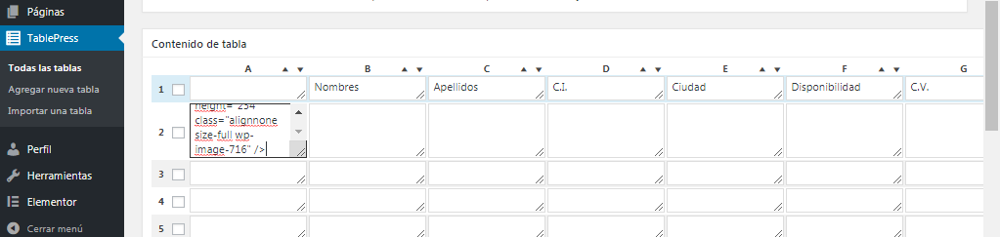 Páginas
TablePress
Todas las tablas
Agregar nueva tabla
Importar una tabla
Perfil
Herramientas
Elementor
Cerrar menú
Contenido de tabla
A B C D E F G
1 Nombres Apellidos C.I. Ciudad Disponibilidad C.V.
2
height="234"
class="alignnone
size-full wp-
image-716" />
3
4
5